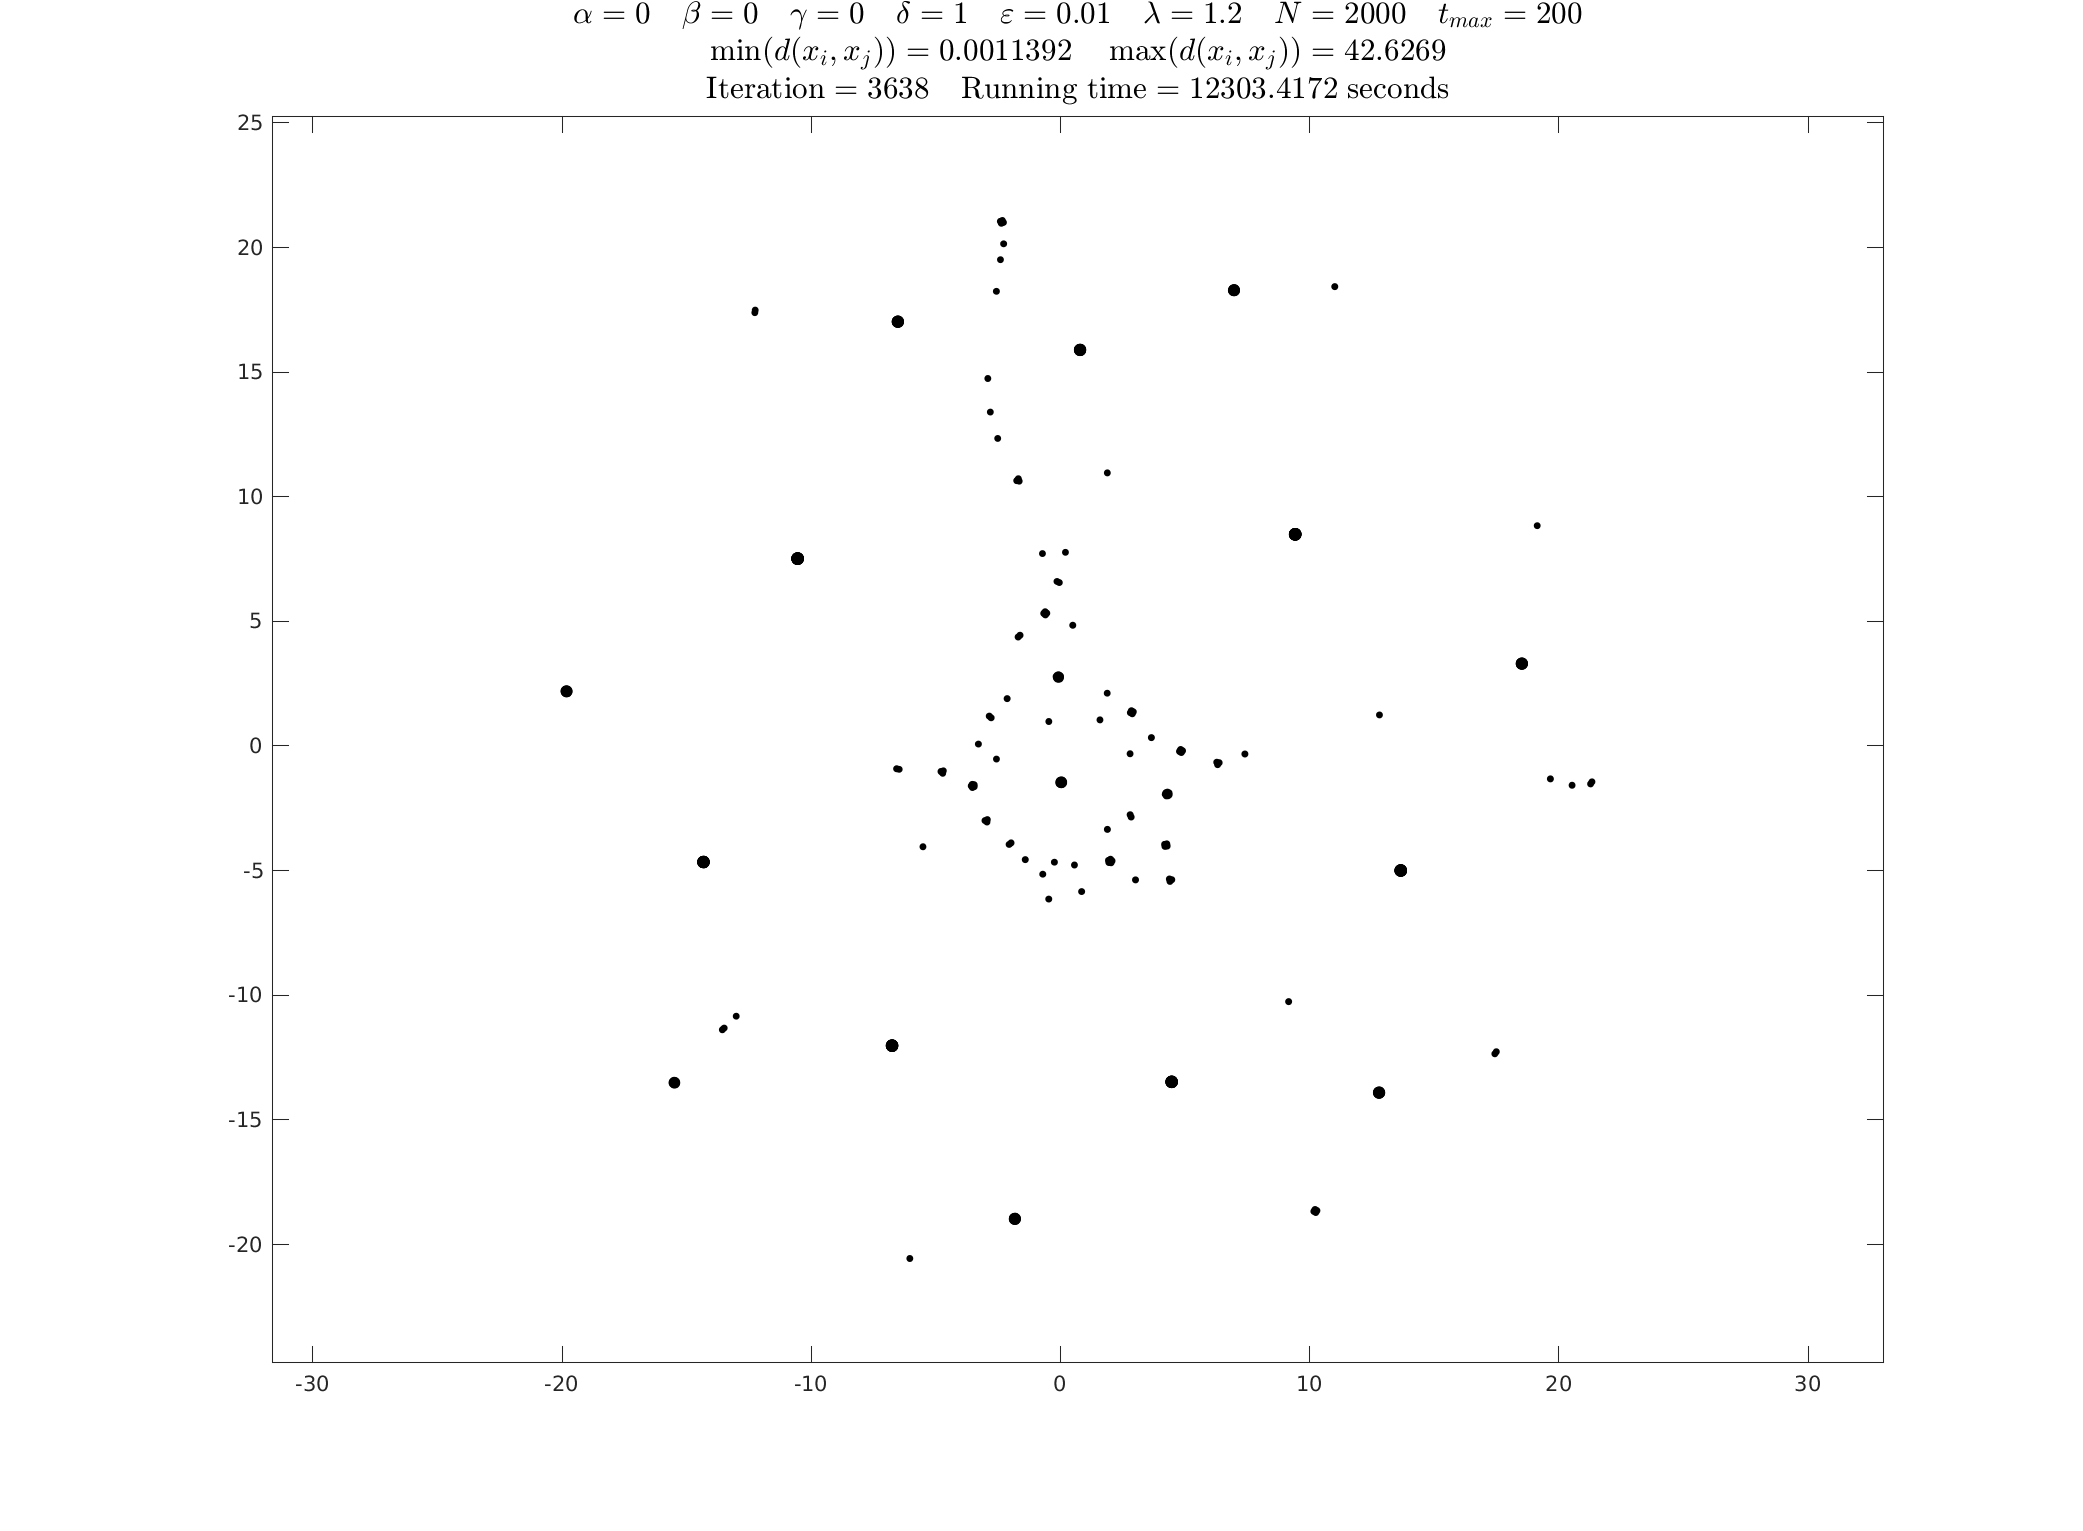 α = 0 β = 0 γ = 0 δ = 1 ε = 0.01 λ = 1.2 N = 2000 t_max = 200
min(d(x_i, x_j)) = 0.0011392 max(d(x_i, x_j)) = 42.6269
Iteration = 3638 Running time = 12303.4172 seconds
25
20
15
10
5
0
-5
-10
-15
-20
-30 -20 -10 0 10 20 30